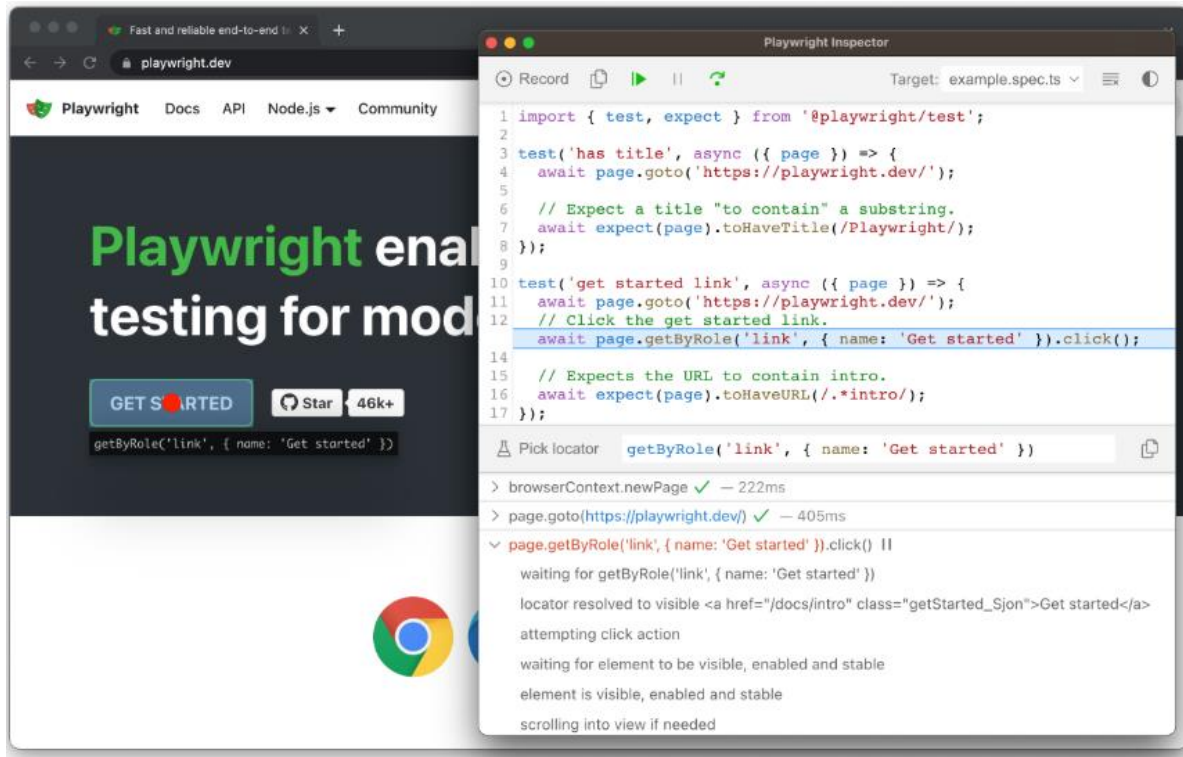 Fast and reliable end-to-end t
playwright.dev
Playwright Docs API Node.js Community
Playwright enal
testing for mod
GET STARTED
Star 46k+
getByRole('link', { name: 'Get started' })
Playwright Inspector
Record Target: example.spec.ts
1 import { test, expect } from '@playwright/test';
2
3 test('has title', async ({ page }) => {
4 await page.goto('https://playwright.dev/');
5
6 // Expect a title "to contain" a substring.
7 await expect(page).toHaveTitle(/Playwright/);
8 });
9
10 test('get started link', async ({ page }) => {
11 await page.goto('https://playwright.dev/');
12 // Click the get started link.
await page.getByRole('link', { name: 'Get started' }).click();
14
15 // Expects the URL to contain intro.
16 await expect(page).toHaveURL(/.*intro/);
17 });
Pick locator getByRole('link', { name: 'Get started' })
browserContext.newPage ✓ — 222ms
page.goto(https://playwright.dev/) ✓ — 405ms
page.getByRole('link', { name: 'Get started' }).click()
waiting for getByRole('link', { name: 'Get started' })
locator resolved to visible <a href="/docs/intro" class="getStarted_Sjon">Get started</a>
attempting click action
waiting for element to be visible, enabled and stable
element is visible, enabled and stable
scrolling into view if needed